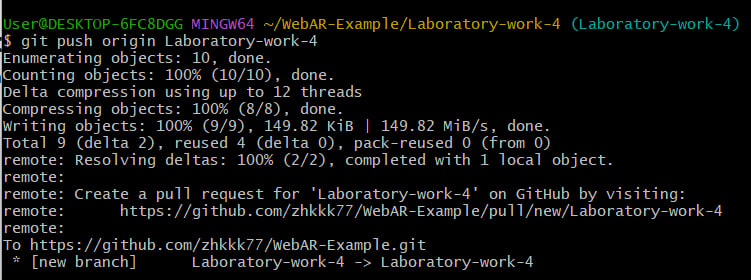 User@DESKTOP-6FC8DGG MINGW64 ~/WebAR-Example/Laboratory-work-4 (Laboratory-work-4)
$ git push origin Laboratory-work-4
Enumerating objects: 10, done.
Counting objects: 100% (10/10), done.
Delta compression using up to 12 threads
Compressing objects: 100% (8/8), done.
Writing objects: 100% (9/9), 149.82 KiB | 149.82 MiB/s, done.
Total 9 (delta 2), reused 4 (delta 0), pack-reused 0 (from 0)
remote: Resolving deltas: 100% (2/2), completed with 1 local object.
remote:
remote: Create a pull request for 'Laboratory-work-4' on GitHub by visiting:
remote:      https://github.com/zhkkk77/WebAR-Example/pull/new/Laboratory-work-4
remote:
To https://github.com/zhkkk77/WebAR-Example.git
 * [new branch]      Laboratory-work-4 -> Laboratory-work-4